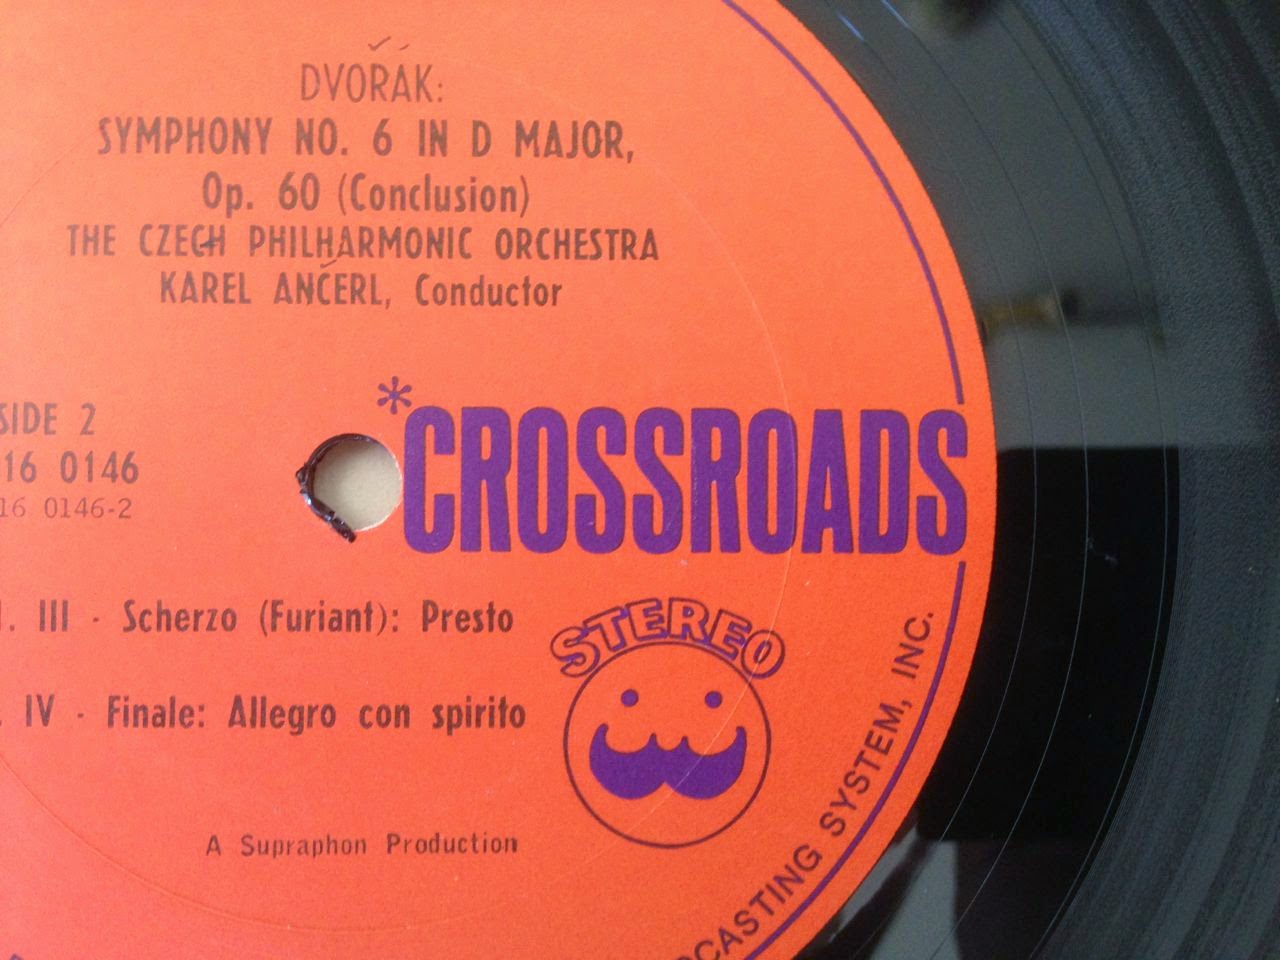 DVOŘÁK:
SYMPHONY NO. 6 IN D MAJOR,
Op. 60 (Conclusion)
THE CZECH PHILHARMONIC ORCHESTRA
KAREL ANČERL, Conductor
*CROSSROADS
SIDE 2
16 0146
16 0146-2
III - Scherzo (Furiant): Presto
IV - Finale: Allegro con spirito
STEREO
A Supraphon Production
CASTING SYSTEM, INC.